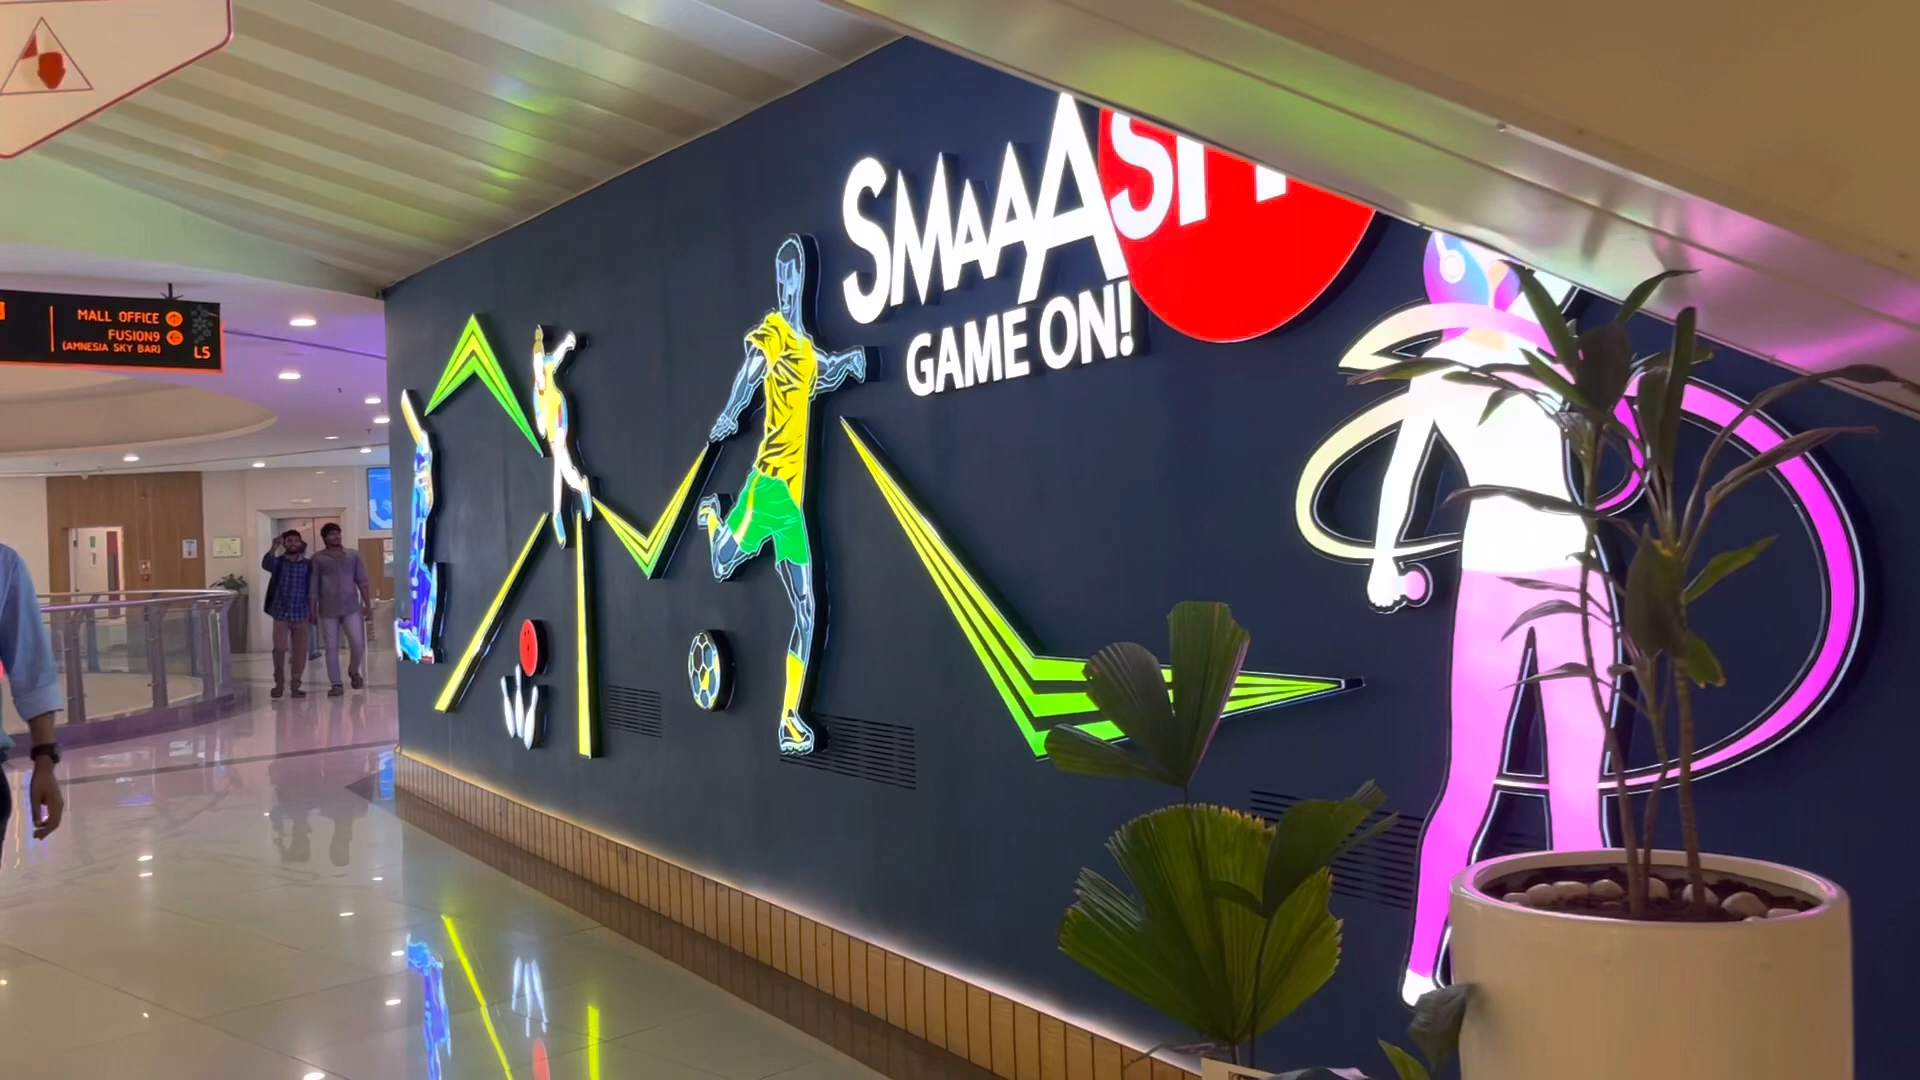 MALL OFFICE
FUSION9
(AMNESIA SKY BAR)
L5
SMAAASH
GAME ON!